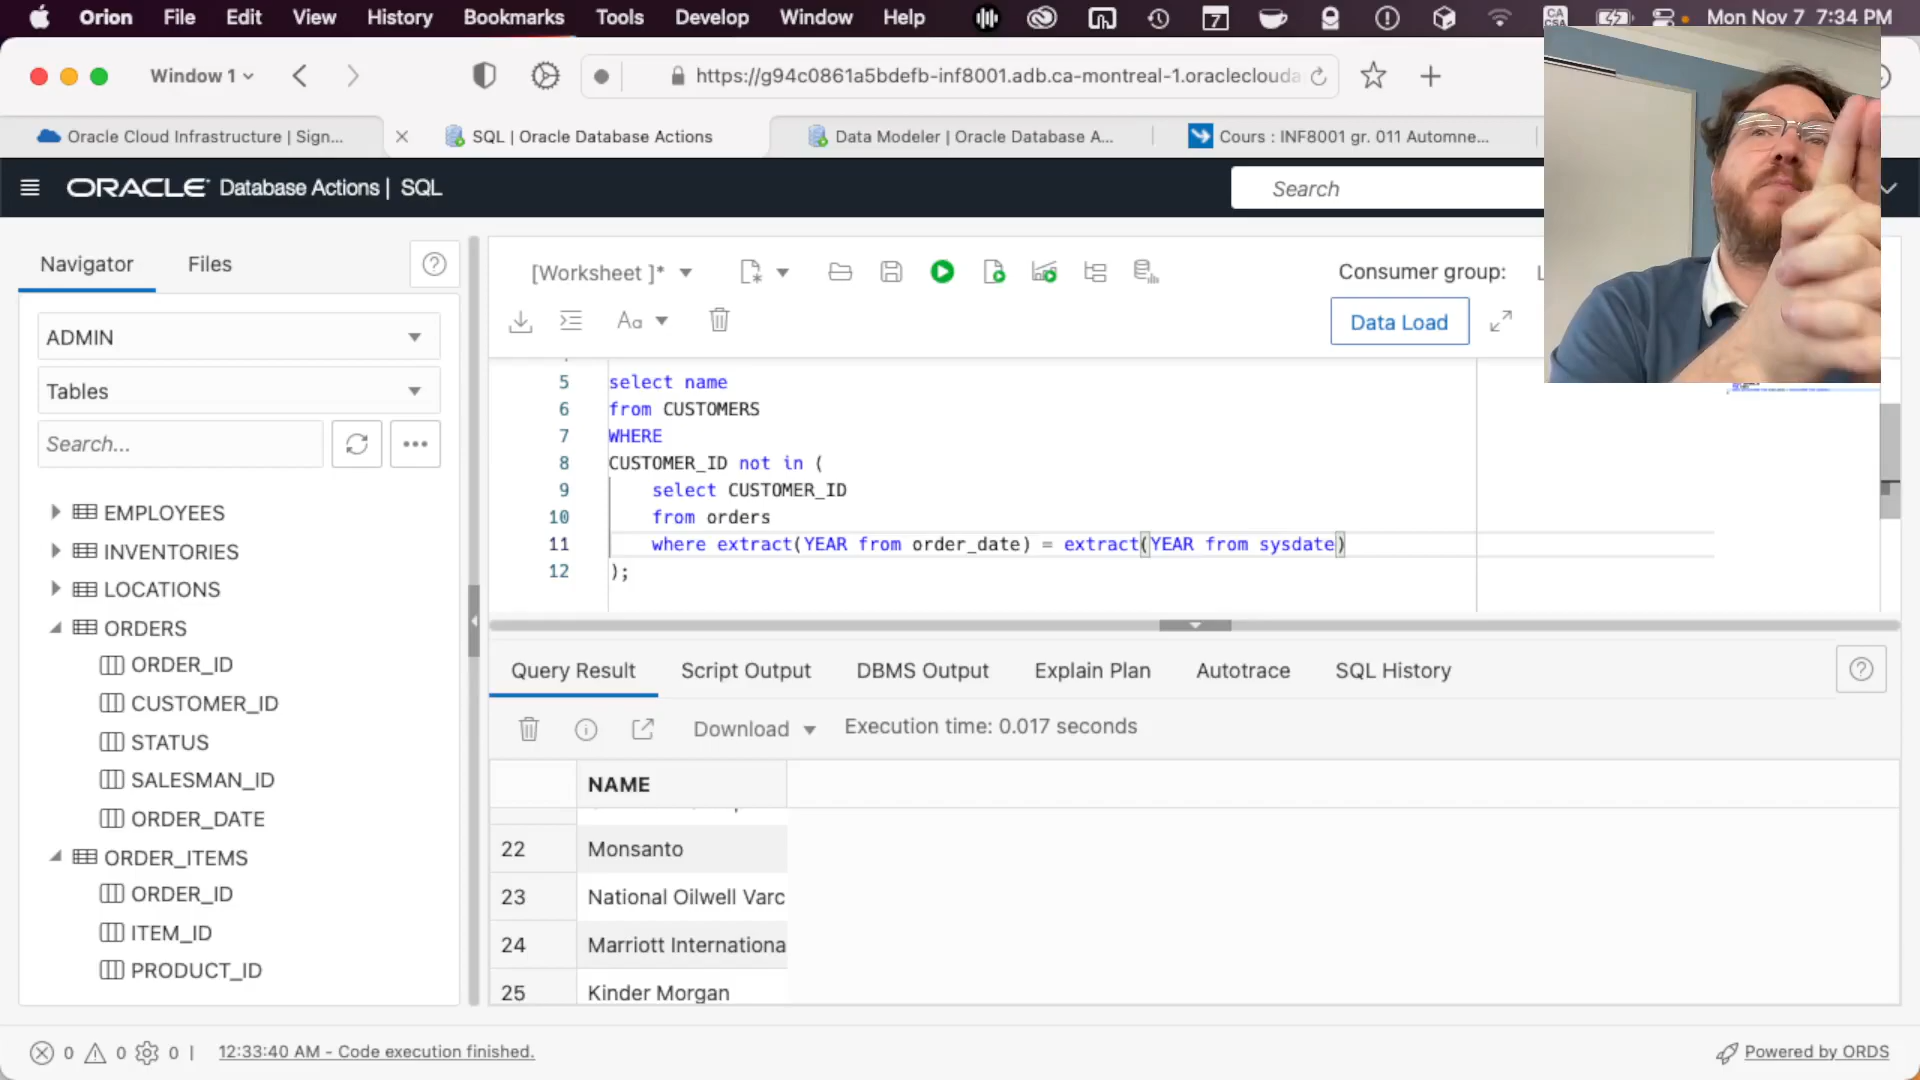 Orion File Edit View History Bookmarks Tools Develop Window Help
7
CA
CSA
Mon Nov 7 7:34 PM
Window 1
https://g94c0861a5bdefb-inf8001.adb.ca-montreal-1.oraclecloud
Oracle Cloud Infrastructure | Sign...
SQL | Oracle Database Actions
Data Modeler | Oracle Database A...
Cours : INF8001 gr. 011 Automne...
ORACLE Database Actions | SQL
Search
Navigator
Files
ADMIN
Tables
Search...
EMPLOYEES
INVENTORIES
LOCATIONS
ORDERS
ORDER_ID
CUSTOMER_ID
STATUS
SALESMAN_ID
ORDER_DATE
ORDER_ITEMS
ORDER_ID
ITEM_ID
PRODUCT_ID
[Worksheet ]*
Consumer group:
Aa
Data Load
5 select name
6 from CUSTOMERS
7 WHERE
8 CUSTOMER_ID not in (
9 select CUSTOMER_ID
10 from orders
11 where extract(YEAR from order_date) = extract(YEAR from sysdate)
12 );
Query Result
Script Output
DBMS Output
Explain Plan
Autotrace
SQL History
Download
Execution time: 0.017 seconds
NAME
22 Monsanto
23 National Oilwell Varc
24 Marriott Internationa
25 Kinder Morgan
0 0 0 | 12:33:40 AM - Code execution finished.
Powered by ORDS